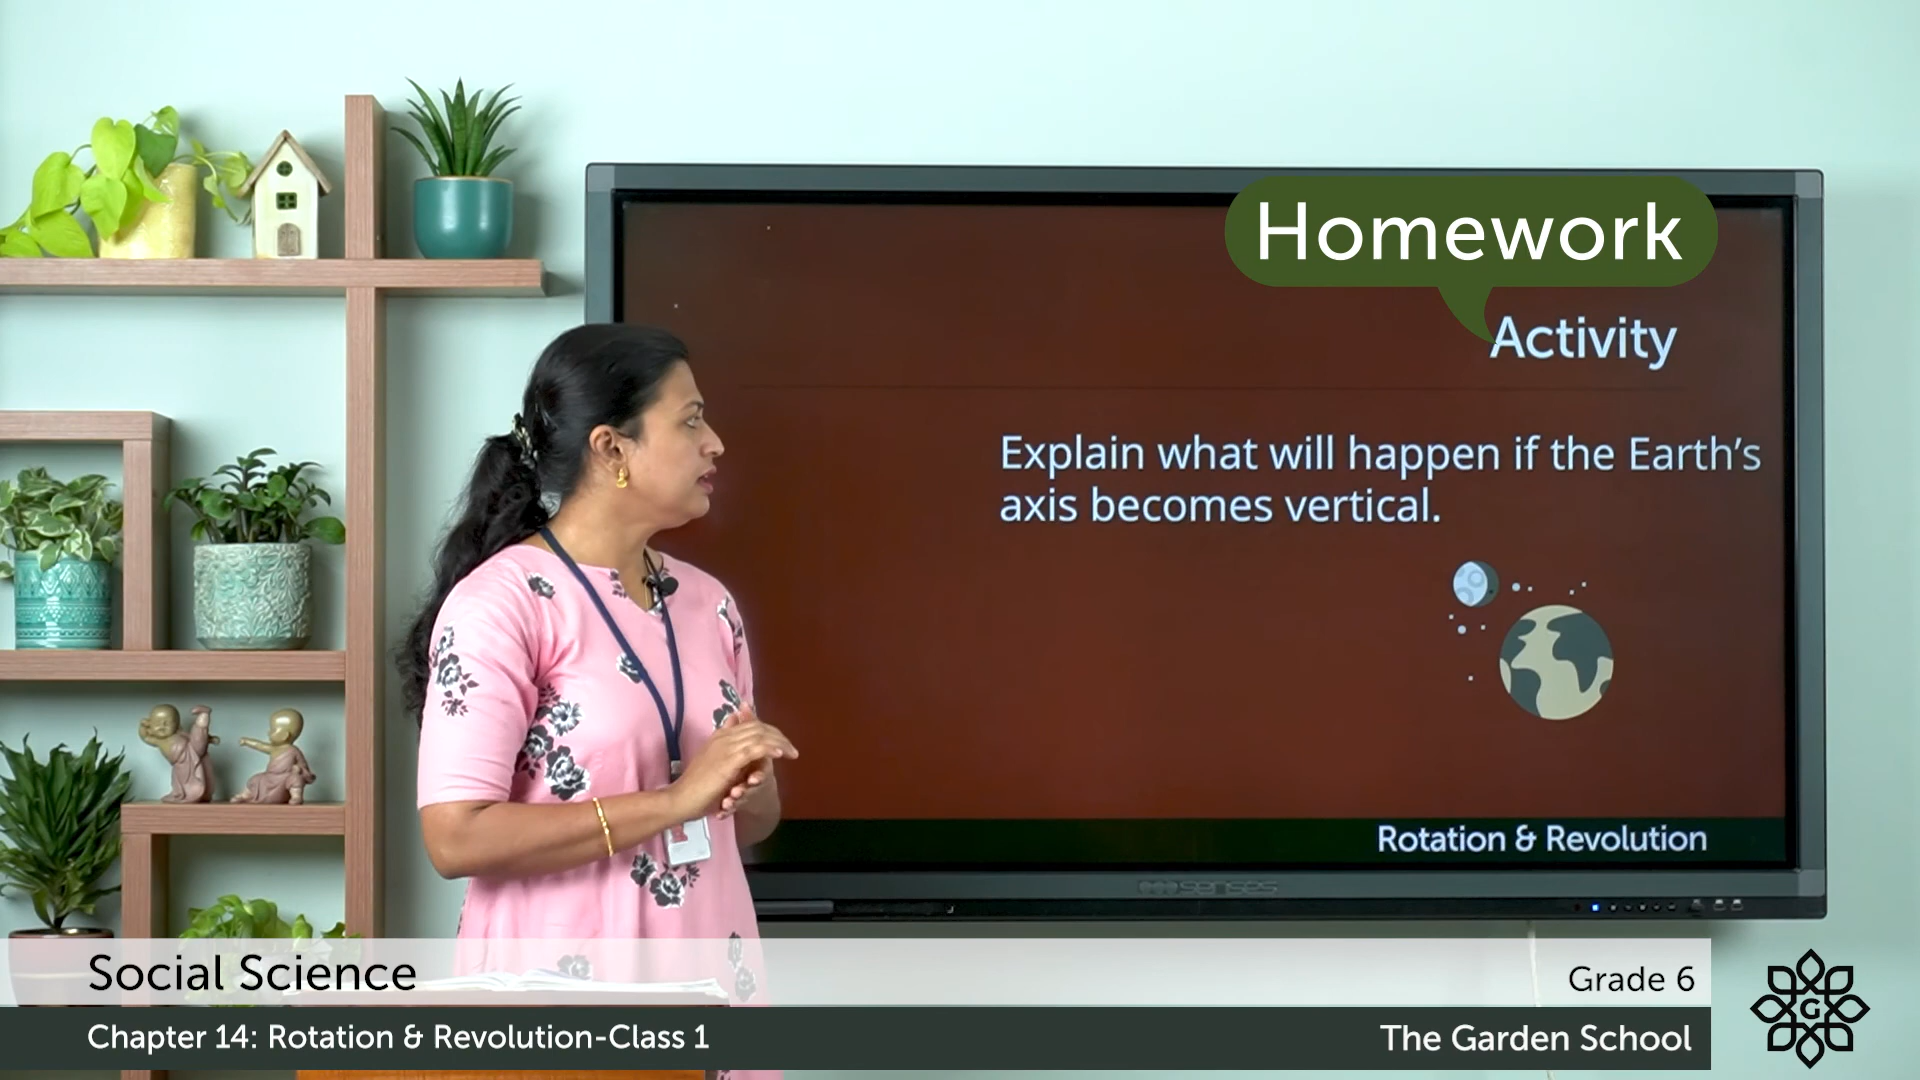 Homework
Activity
Explain what will happen if the Earth’s
axis becomes vertical.
Rotation & Revolution
senses
Social Science
Grade 6
Chapter 14: Rotation & Revolution-Class 1
The Garden School
G